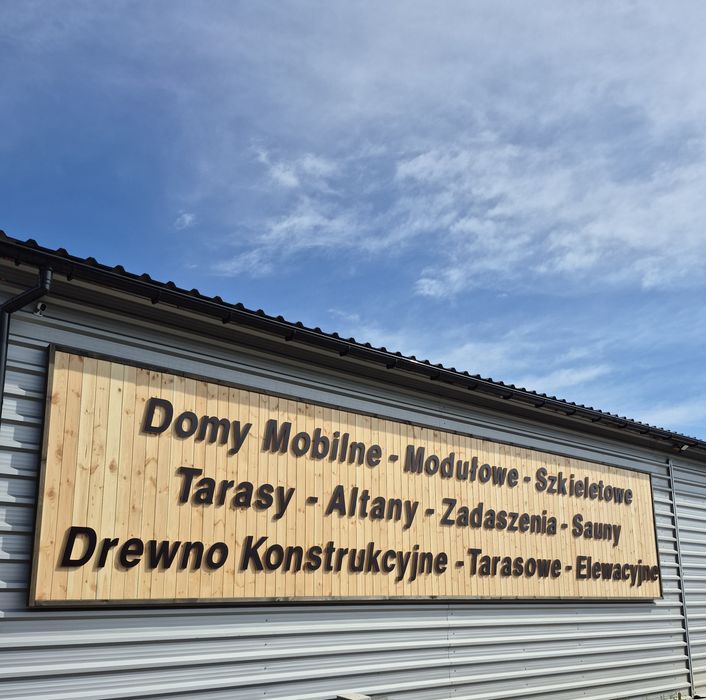 Domy Mobilne - Modułowe - Szkieletowe
Tarasy - Altany - Zadaszenia - Sauny
Drewno Konstrukcyjne - Tarasowe - Elewacyjne